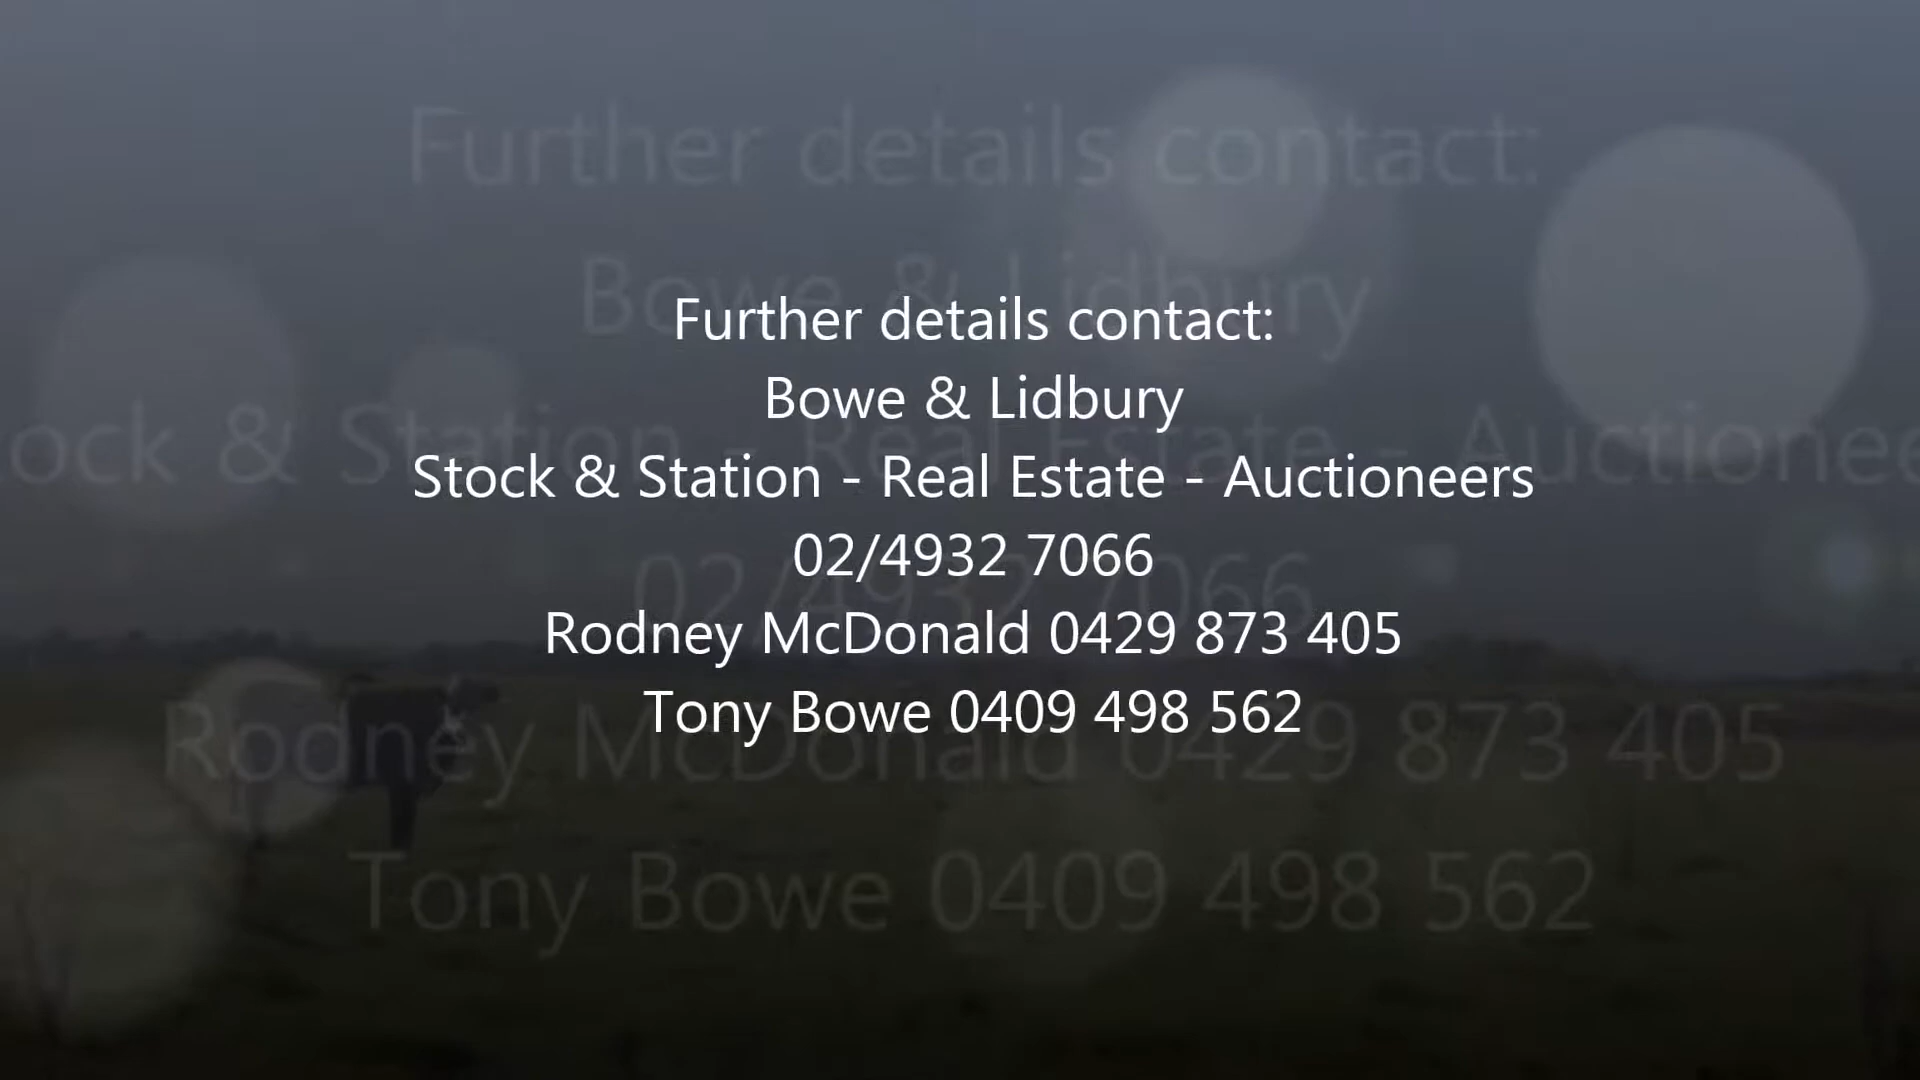 Further details contact:
Bowe & Lidbury
Stock & Station - Real Estate - Auctioneers
02/4932 7066
Rodney McDonald 0429 873 405
Tony Bowe 0409 498 562